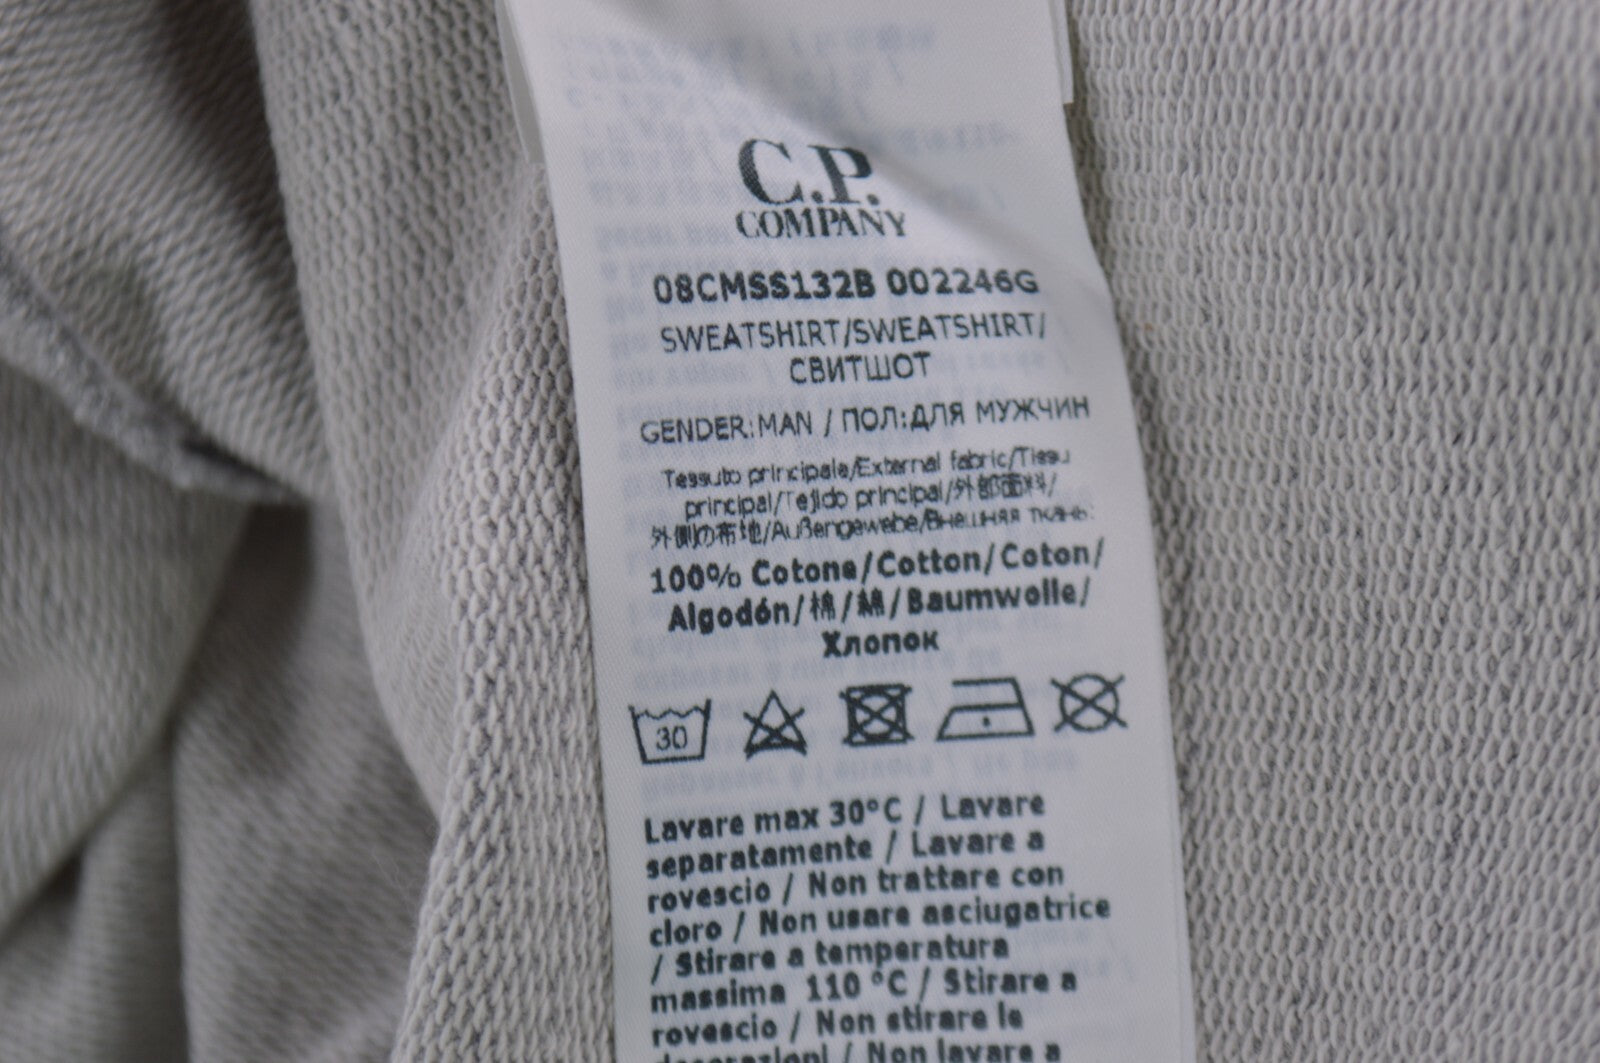 C.P.
COMPANY
08CMSS132B 002246G
SWEATSHIRT/SWEATSHIRT/
СВИТШОТ
GENDER:MAN / ПОЛ:ДЛЯ МУЖЧИН
Tessuto principale/External fabric/Tissu
principal/Tejido principal/外部面料/
外側の布地/Außengewebe/Внешняя ткань:
100% Cotone/Cotton/Coton/
Algodón/棉/綿/Baumwolle/
Хлопок
30
Lavare max 30°C / Lavare
separatamente / Lavare a
rovescio / Non trattare con
cloro / Non usare asciugatrice
/ Stirare a temperatura
massima 110 °C / Stirare a
rovescio / Non stirare le
decorazioni / Non lavare a